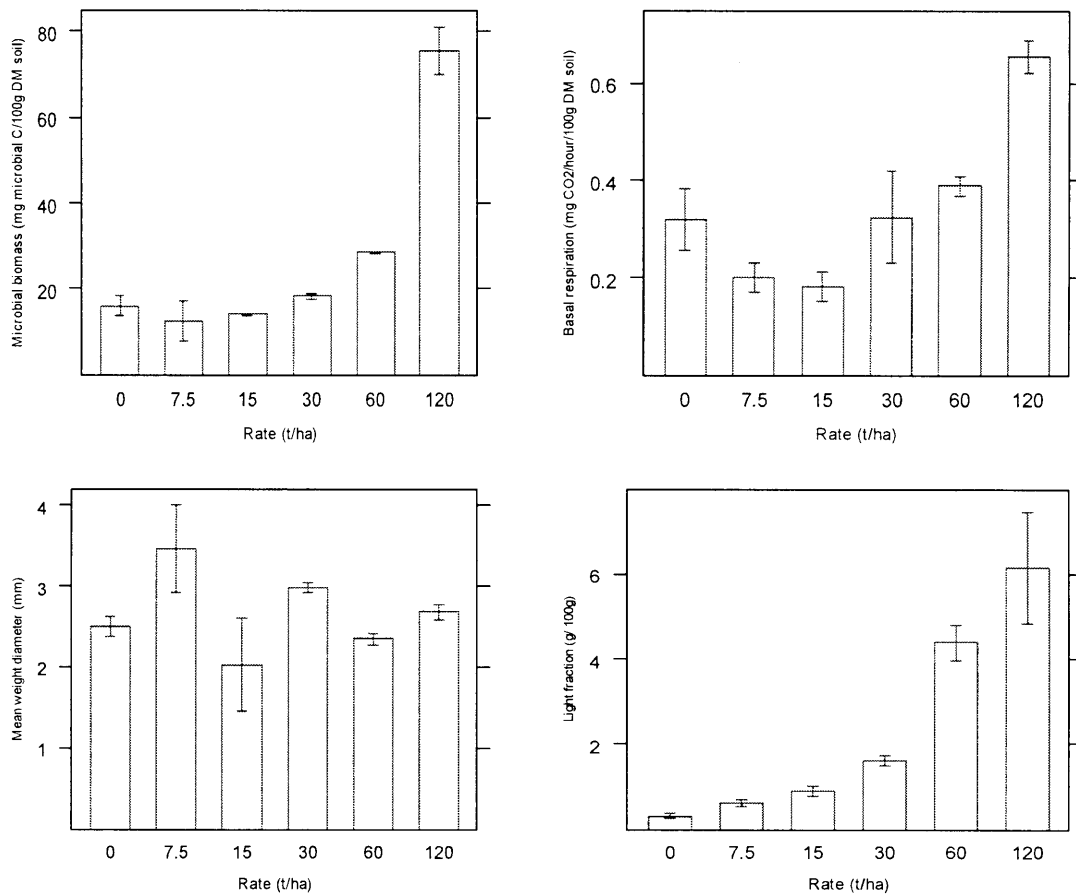 Microbial biomass (mg microbial C/100g DM soil)
80
60
40
20
0 7.5 15 30 60 120
Rate (t/ha)
Basal respiration (mg CO2/hour/100g DM soil)
0.6
0.4
0.2
0 7.5 15 30 60 120
Rate (t/ha)
Mean weight diameter (mm)
4
3
2
1
0 7.5 15 30 60 120
Rate (t/ha)
Light fraction (g/ 100g)
6
4
2
0 7.5 15 30 60 120
Rate (t/ha)